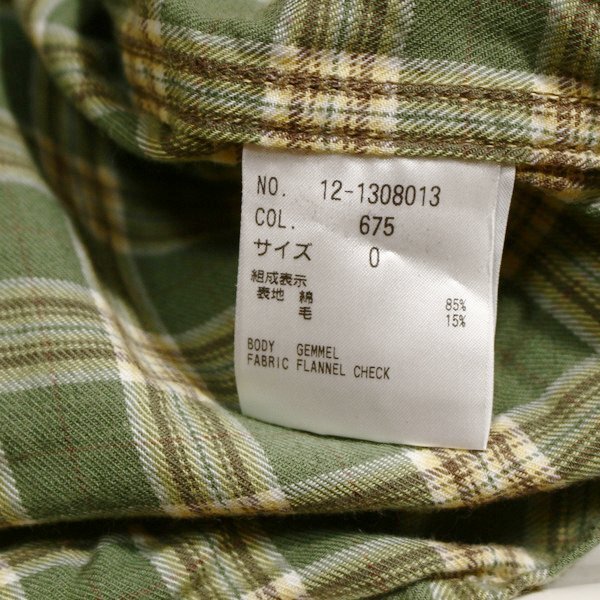 NO. 12-1308013
COL. 675
サイズ 0
組成表示
表地 綿 85%
毛 15%
BODY GEMMEL
FABRIC FLANNEL CHECK